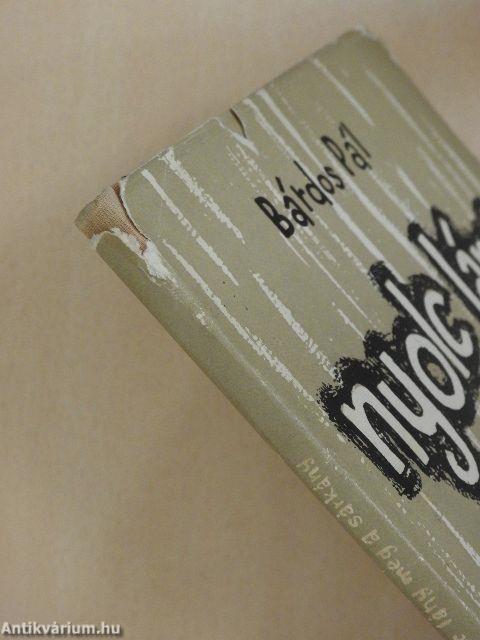 Bárdos Pál
nyolc
lány meg a sárkány
Antikvárium.hu